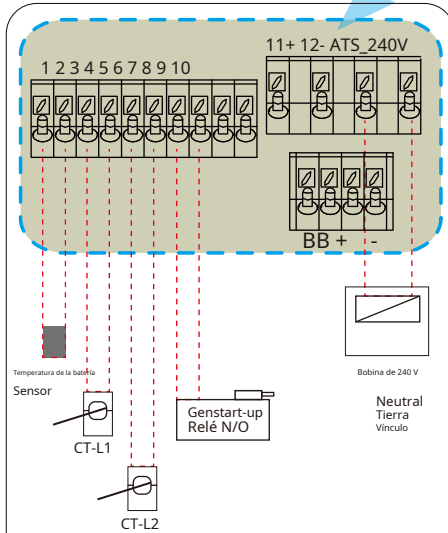 11+ 12- ATS_240V
1 2 3 4 5 6 7 8 9 10
BB + -
Temperatura de la batería
Sensor
Bobina de 240 V
Neutral
Tierra
Vínculo
Genstart-up
Relé N/O
CT-L1
CT-L2